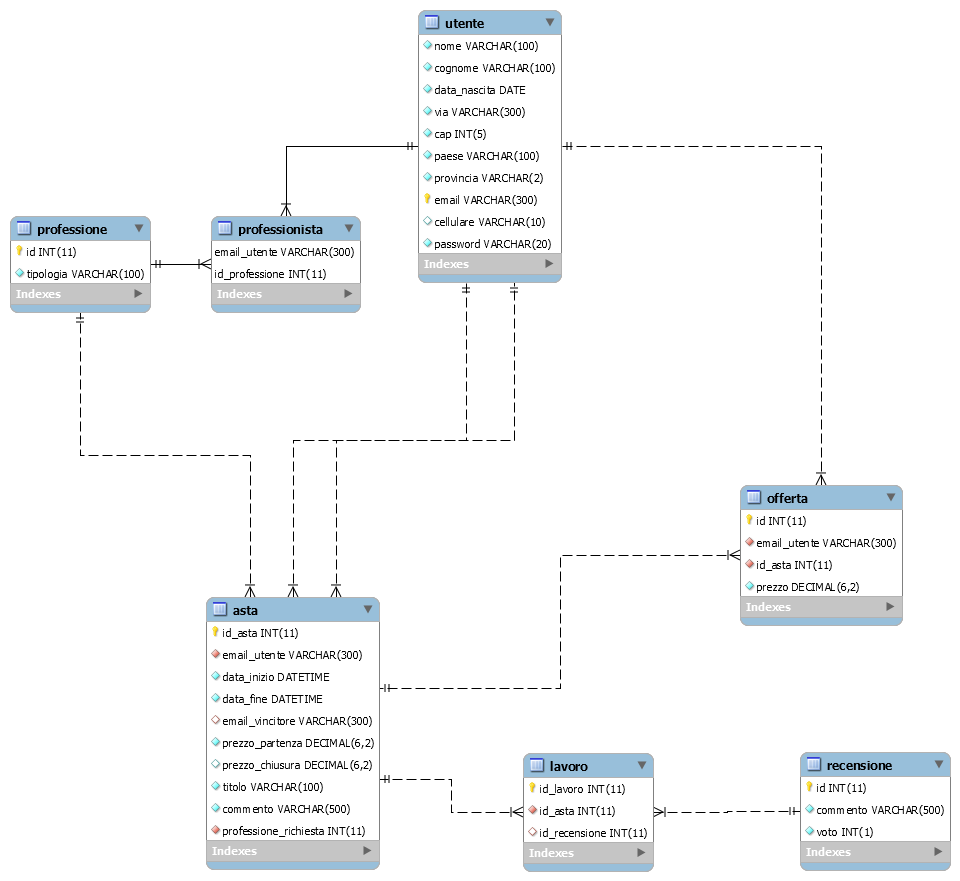 utente
nome VARCHAR(100)
cognome VARCHAR(100)
data_nascita DATE
via VARCHAR(300)
cap INT(5)
paese VARCHAR(100)
provincia VARCHAR(2)
email VARCHAR(300)
cellulare VARCHAR(10)
password VARCHAR(20)
Indexes
professione
id INT(11)
tipologia VARCHAR(100)
Indexes
professionista
email_utente VARCHAR(300)
id_professione INT(11)
Indexes
offerta
id INT(11)
email_utente VARCHAR(300)
id_asta INT(11)
prezzo DECIMAL(6,2)
Indexes
asta
id_asta INT(11)
email_utente VARCHAR(300)
data_inizio DATETIME
data_fine DATETIME
email_vincitore VARCHAR(300)
prezzo_partenza DECIMAL(6,2)
prezzo_chiusura DECIMAL(6,2)
titolo VARCHAR(100)
commento VARCHAR(500)
professione_richiesta INT(11)
Indexes
lavoro
id_lavoro INT(11)
id_asta INT(11)
id_recensione INT(11)
Indexes
recensione
id INT(11)
commento VARCHAR(500)
voto INT(1)
Indexes